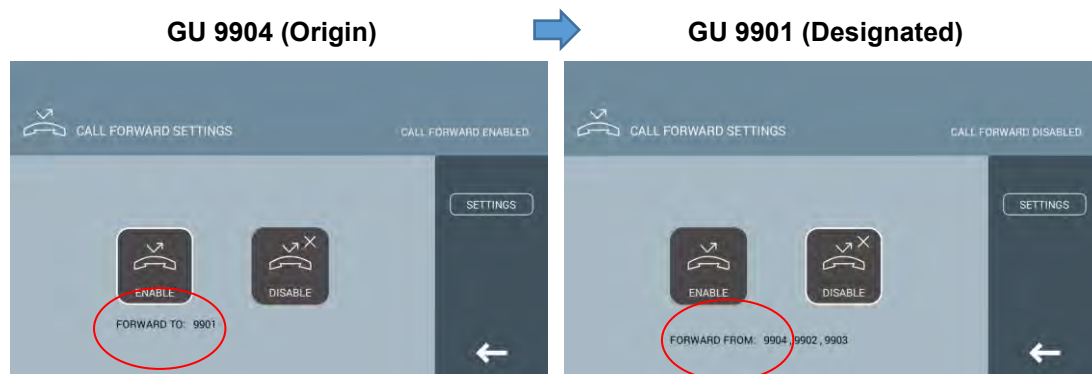 GU 9904 (Origin)
GU 9901 (Designated)
CALL FORWARD SETTINGS
CALL FORWARD ENABLED
SETTINGS
ENABLE
DISABLE
FORWARD TO: 9901
CALL FORWARD SETTINGS
CALL FORWARD DISABLED
SETTINGS
ENABLE
DISABLE
FORWARD FROM: 9904 , 9902 , 9903